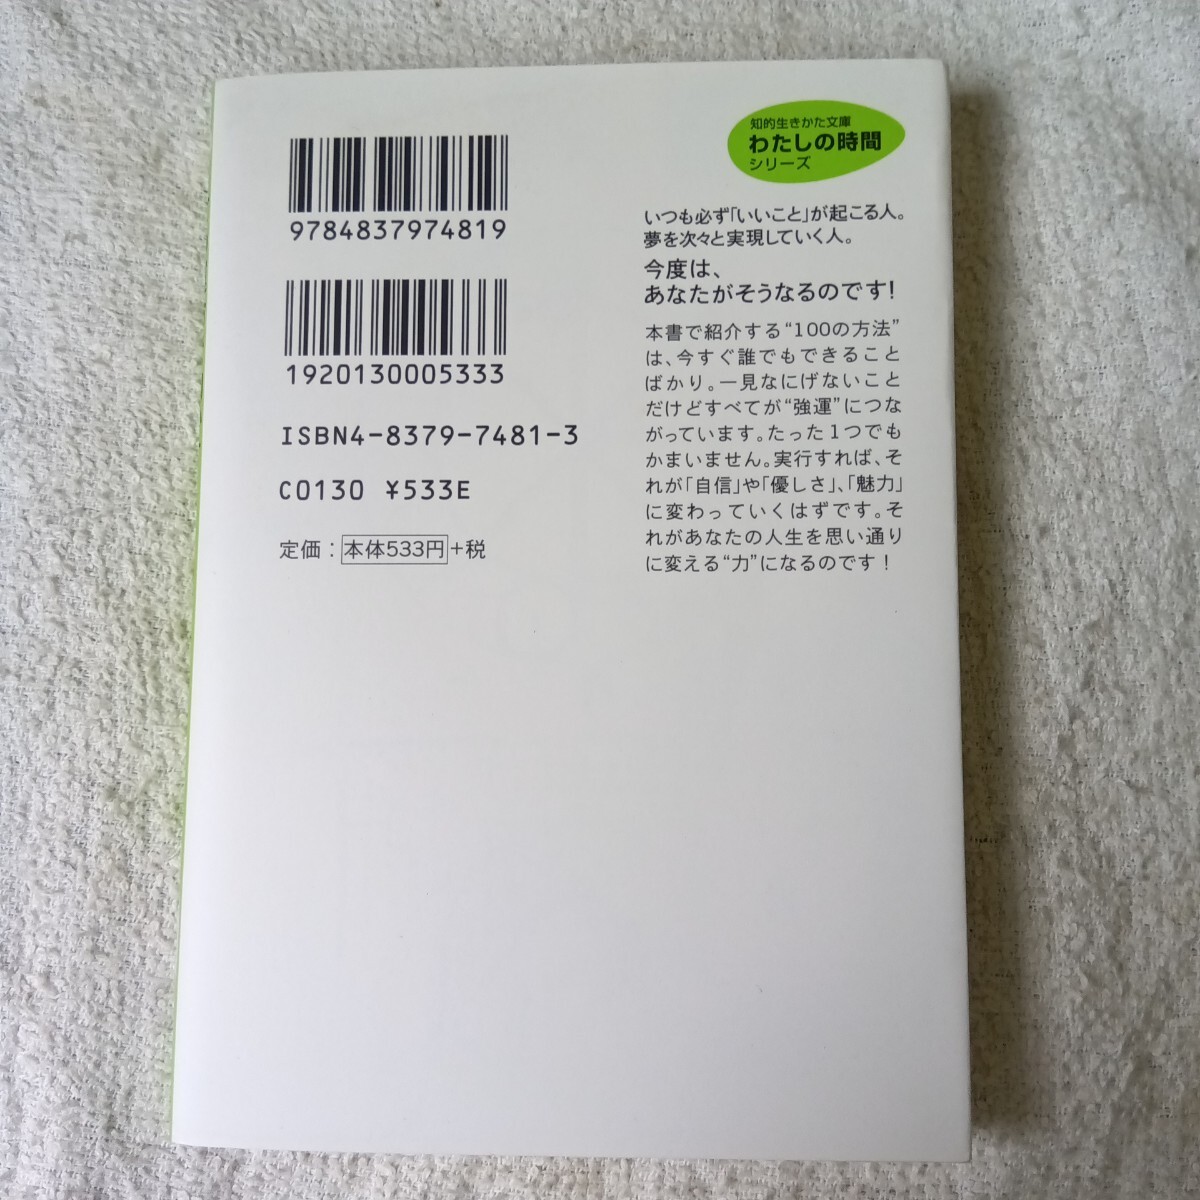 9784837974819
1920130005333
ISBN4-8379-7481-3
C0130 ¥533E
定価：本体533円+税
知的生きかた文庫
わたしの時間
シリーズ
いつも必ず「いいこと」が起こる人。
夢を次々と実現していく人。
今度は、
あなたがそうなるのです！
本書で紹介する“100の方法”
は、今すぐ誰でもできること
ばかり。一見なにげないこと
だけどすべてが“強運”につな
がっています。たった1つでも
かまいません。実行すれば、そ
れが「自信」や「優しさ」、「魅力」
に変わっていくはずです。そ
れがあなたの人生を思い通り
に変える“力”になるのです！